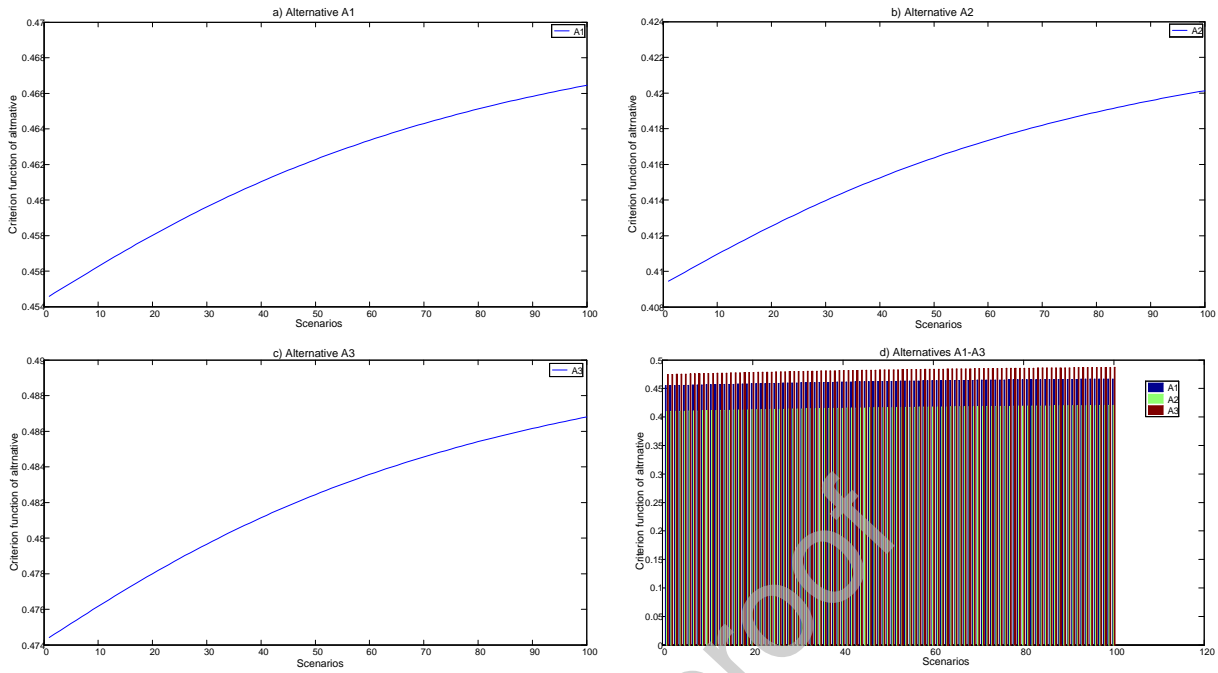 a) Alternative A1
0.47
0.468
0.466
0.464
0.462
0.46
0.458
0.456
0.454
Criterion function of altrnative
0 10 20 30 40 50 60 70 80 90 100
Scenarios
A1
b) Alternative A2
0.424
0.422
0.42
0.418
0.416
0.414
0.412
0.41
0.408
Criterion function of altrnative
0 10 20 30 40 50 60 70 80 90 100
Scenarios
A2
c) Alternative A3
0.49
0.488
0.486
0.484
0.482
0.48
0.478
0.476
0.474
Criterion function of altrnative
0 10 20 30 40 50 60 70 80 90 100
Scenarios
A3
d) Alternatives A1-A3
0.5
0.45
0.4
0.35
0.3
0.25
0.2
0.15
0.1
0.05
0
Criterion function of altrnative
0 20 40 60 80 100 120
Scenarios
A1
A2
A3
roof